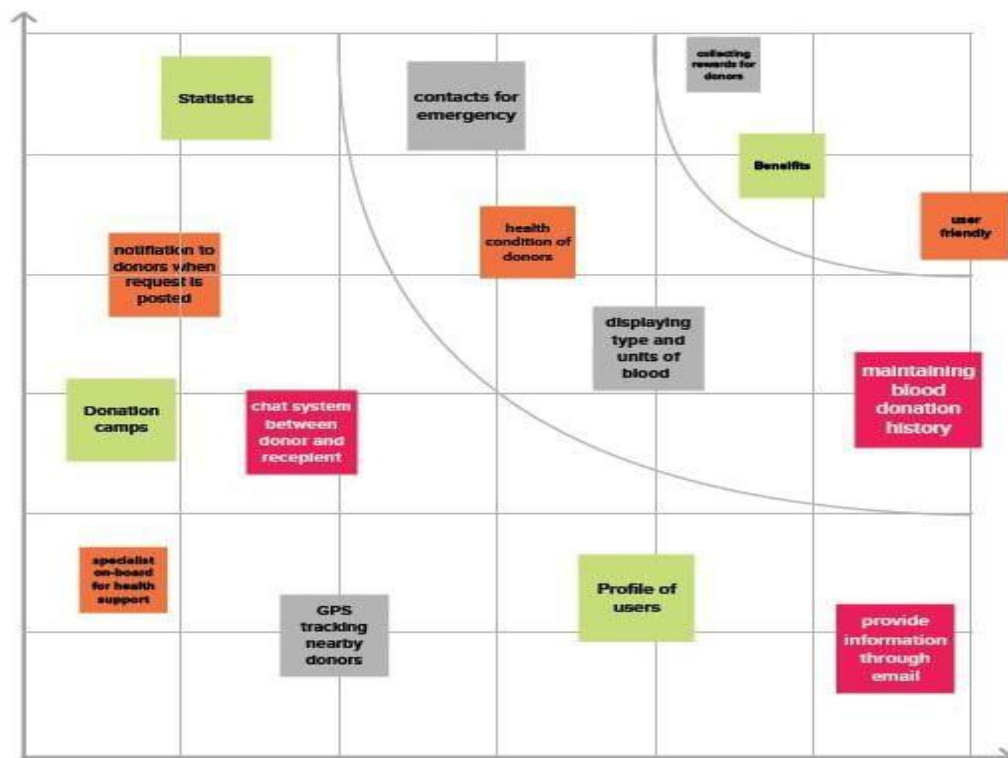 Statistics
contacts for
emergency
collecting
rewards for
donors
Beneifits
user
friendly
health
condition of
donors
notifiation to
donors when
request is
posted
displaying
type and
units of
blood
maintaining
blood
donation
history
Donation
camps
chat system
between
donor and
recepient
specialist
on-board
for health
support
GPS
tracking
nearby
donors
Profile of
users
provide
information
through
email